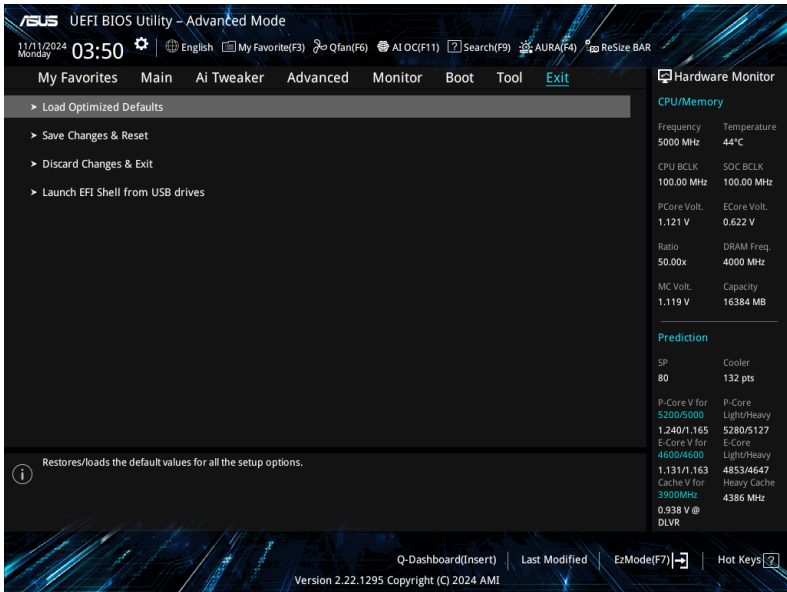 ASUS UEFI BIOS Utility – Advanced Mode
11/11/2024
Monday
03:50
English My Favorite(F3) Qfan(F6) AI OC(F11) ? Search(F9) AURA(F4) ReSize BAR
My Favorites Main Ai Tweaker Advanced Monitor Boot Tool Exit
Load Optimized Defaults
Save Changes & Reset
Discard Changes & Exit
Launch EFI Shell from USB drives
Restores/loads the default values for all the setup options.
Hardware Monitor
CPU/Memory
Frequency Temperature
5000 MHz 44°C
CPU BCLK SOC BCLK
100.00 MHz 100.00 MHz
PCore Volt. ECore Volt.
1.121 V 0.622 V
Ratio DRAM Freq.
50.00x 4000 MHz
MC Volt. Capacity
1.119 V 16384 MB
Prediction
SP Cooler
80 132 pts
P-Core V for P-Core
5200/5000 Light/Heavy
1.240/1.165 5280/5127
E-Core V for E-Core
4600/4600 Light/Heavy
1.131/1.163 4853/4647
Cache V for Heavy Cache
3900MHz 4386 MHz
0.938 V @
DLVR
Q-Dashboard(Insert) Last Modified EzMode(F7) Hot Keys ?
Version 2.22.1295 Copyright (C) 2024 AMI